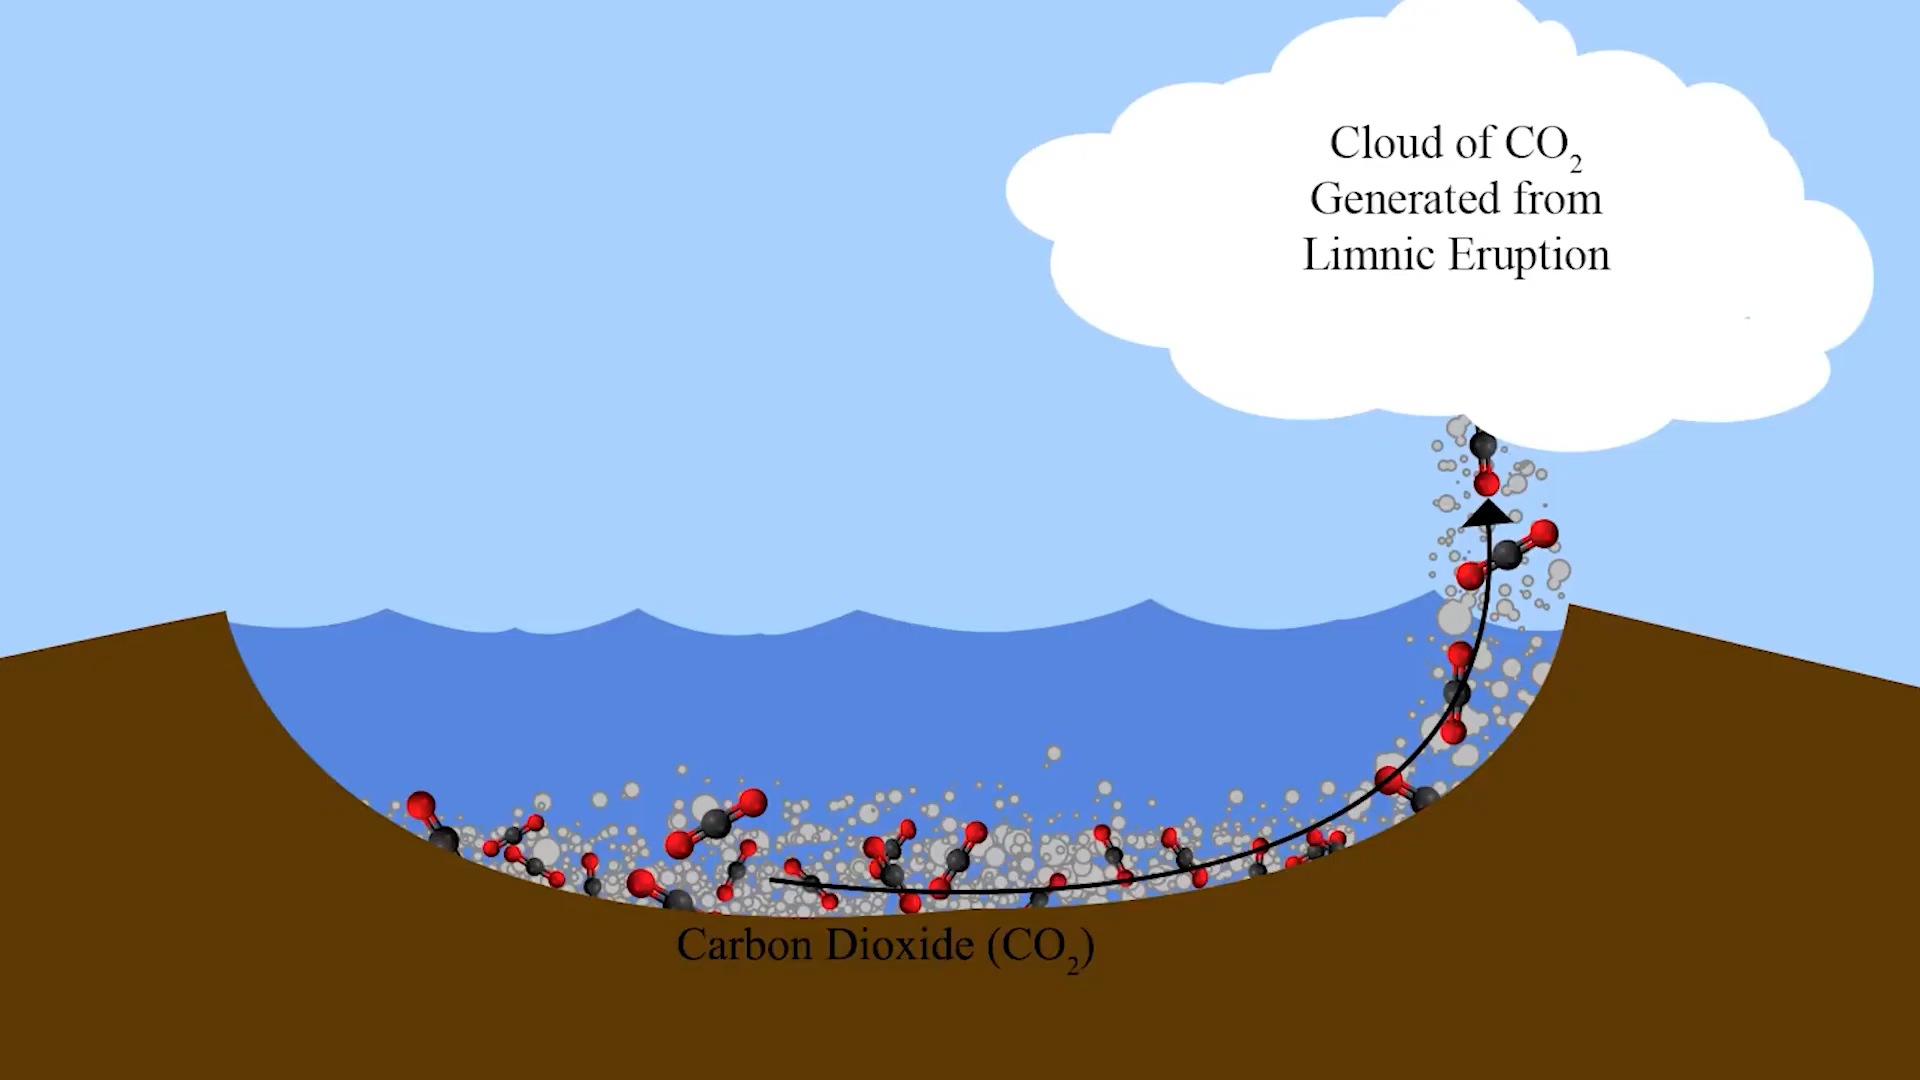 Cloud of CO₂
Generated from
Limnic Eruption
Carbon Dioxide (CO₂)